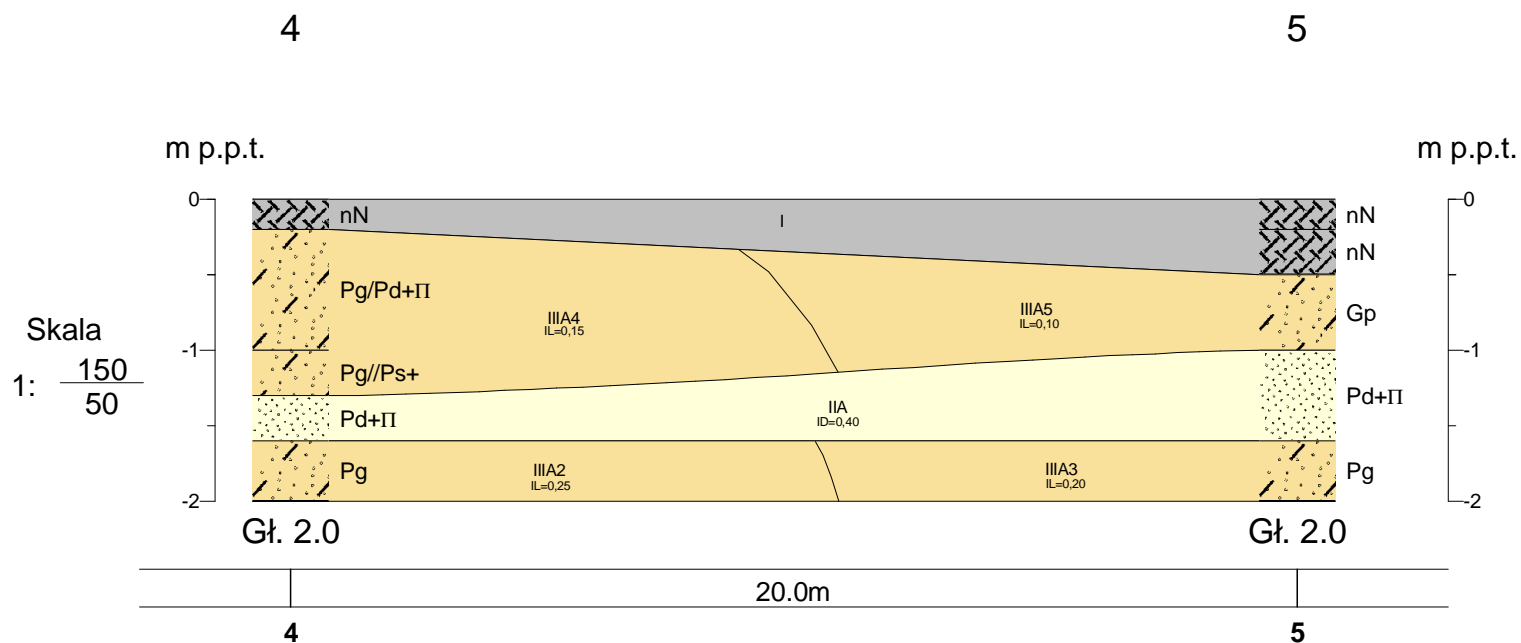 4 5
m p.p.t. m p.p.t.
0 0
nN I nN
nN
Pg/Pd+Π IIIA4 IIIA5 Gp
IL=0,15 IL=0,10
Skala
1: 150
50
-1 -1
Pg//Ps+
Pd+Π IIA Pd+Π
ID=0,40
Pg IIIA2 IIIA3 Pg
IL=0,25 IL=0,20
-2 -2
Gł. 2.0 Gł. 2.0
20.0m
4 5